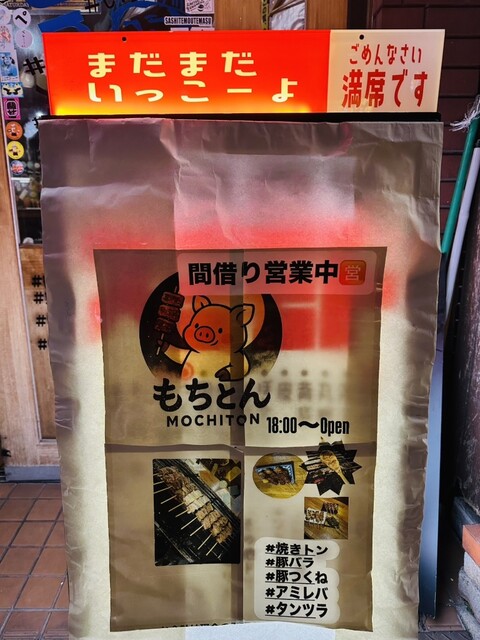 まだまだ
いっこーよ
ごめんなさい
満席です
SASHITEMOUTEMASU
間借り営業中 営
もちとん
MOCHITON
18:00〜Open
#焼きトン
#豚バラ
#豚つくね
#アミレバ
#タンツラ